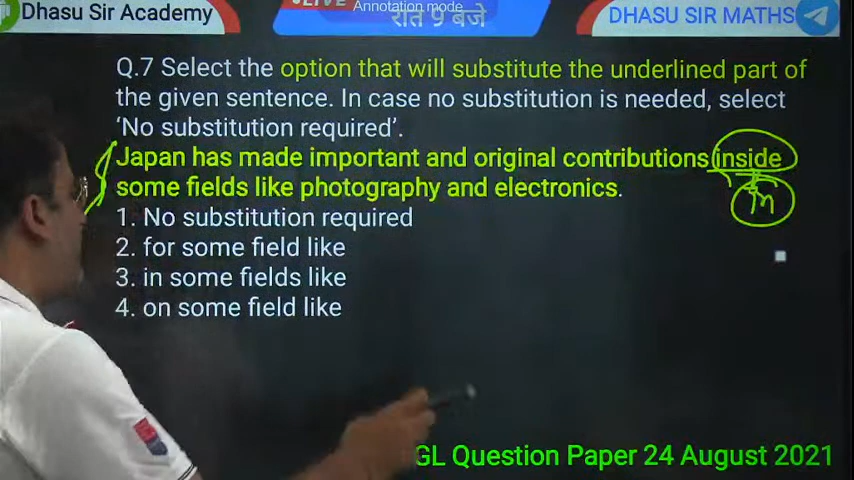 Dhasu Sir Academy
LIVE Annotation mode
रात 9 बजे
DHASU SIR MATHS
Q.7 Select the option that will substitute the underlined part of
the given sentence. In case no substitution is needed, select
‘No substitution required’.
Japan has made important and original contributions inside
some fields like photography and electronics.
in
1. No substitution required
2. for some field like
3. in some fields like
4. on some field like
GL Question Paper 24 August 2021